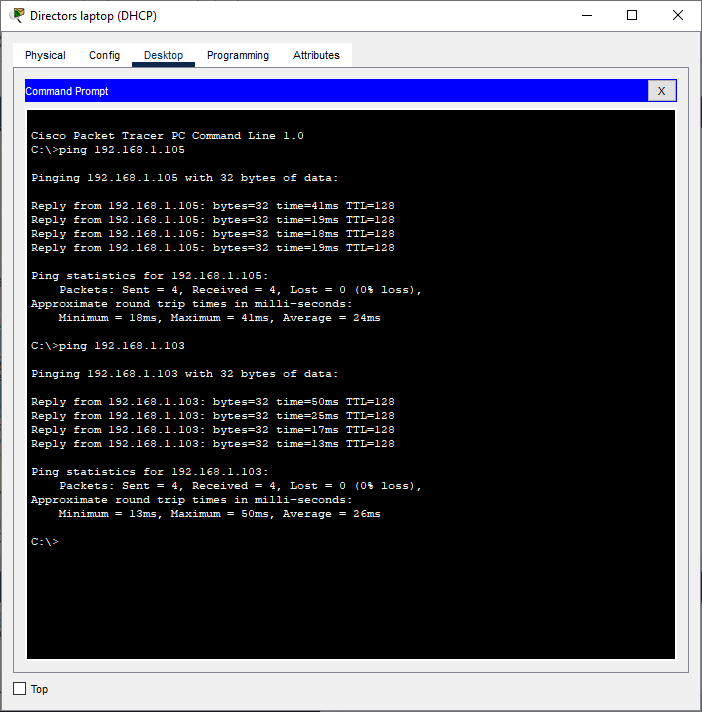 Directors laptop (DHCP)
Physical Config Desktop Programming Attributes
Command Prompt
X
Cisco Packet Tracer PC Command Line 1.0
C:\>ping 192.168.1.105
Pinging 192.168.1.105 with 32 bytes of data:
Reply from 192.168.1.105: bytes=32 time=41ms TTL=128
Reply from 192.168.1.105: bytes=32 time=19ms TTL=128
Reply from 192.168.1.105: bytes=32 time=18ms TTL=128
Reply from 192.168.1.105: bytes=32 time=19ms TTL=128
Ping statistics for 192.168.1.105:
Packets: Sent = 4, Received = 4, Lost = 0 (0% loss),
Approximate round trip times in milli-seconds:
Minimum = 18ms, Maximum = 41ms, Average = 24ms
C:\>ping 192.168.1.103
Pinging 192.168.1.103 with 32 bytes of data:
Reply from 192.168.1.103: bytes=32 time=50ms TTL=128
Reply from 192.168.1.103: bytes=32 time=25ms TTL=128
Reply from 192.168.1.103: bytes=32 time=17ms TTL=128
Reply from 192.168.1.103: bytes=32 time=13ms TTL=128
Ping statistics for 192.168.1.103:
Packets: Sent = 4, Received = 4, Lost = 0 (0% loss),
Approximate round trip times in milli-seconds:
Minimum = 13ms, Maximum = 50ms, Average = 26ms
C:\>
Top